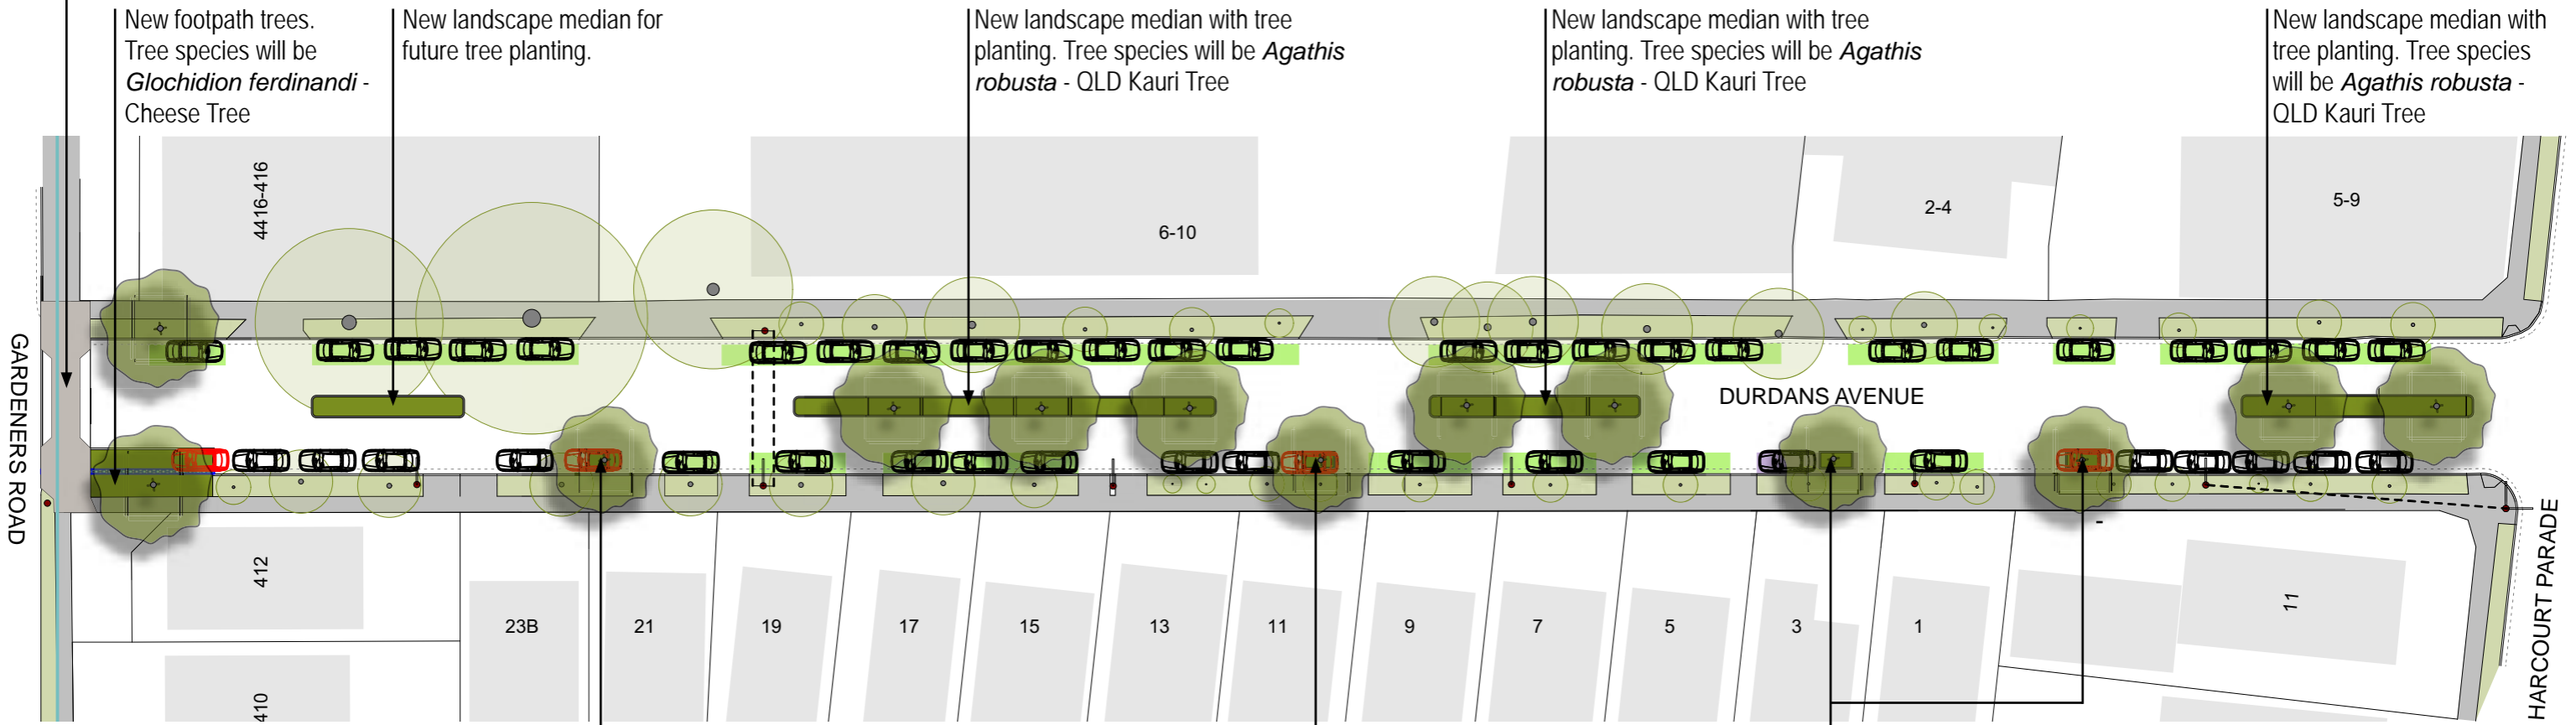 New footpath trees.
Tree species will be
Glochidion ferdinandi -
Cheese Tree
New landscape median for
future tree planting.
New landscape median with tree
planting. Tree species will be Agathis
robusta - QLD Kauri Tree
New landscape median with tree
planting. Tree species will be Agathis
robusta - QLD Kauri Tree
New landscape median with
tree planting. Tree species
will be Agathis robusta -
QLD Kauri Tree
4416-416
6-10
2-4
5-9
GARDENERS ROAD
DURDANS AVENUE
HARCOURT PARADE
412
410
23B
21
19
17
15
13
11
9
7
5
3
1
11